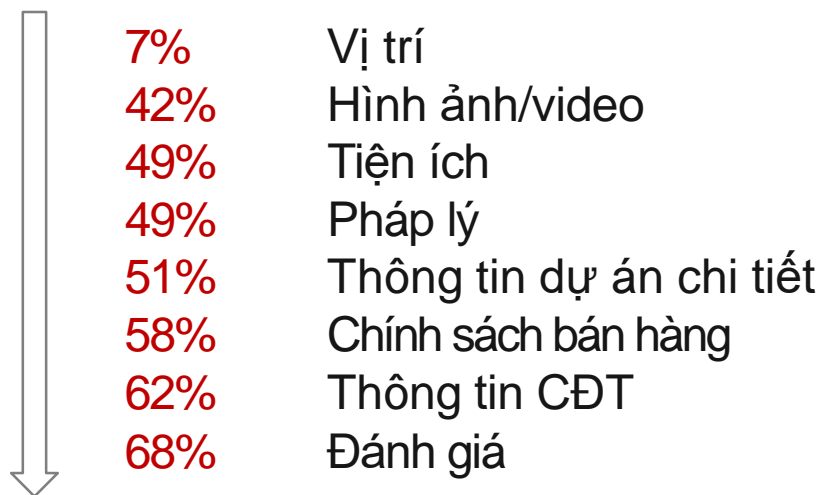 7% Vị trí
42% Hình ảnh/video
49% Tiện ích
49% Pháp lý
51% Thông tin dự án chi tiết
58% Chính sách bán hàng
62% Thông tin CĐT
68% Đánh giá